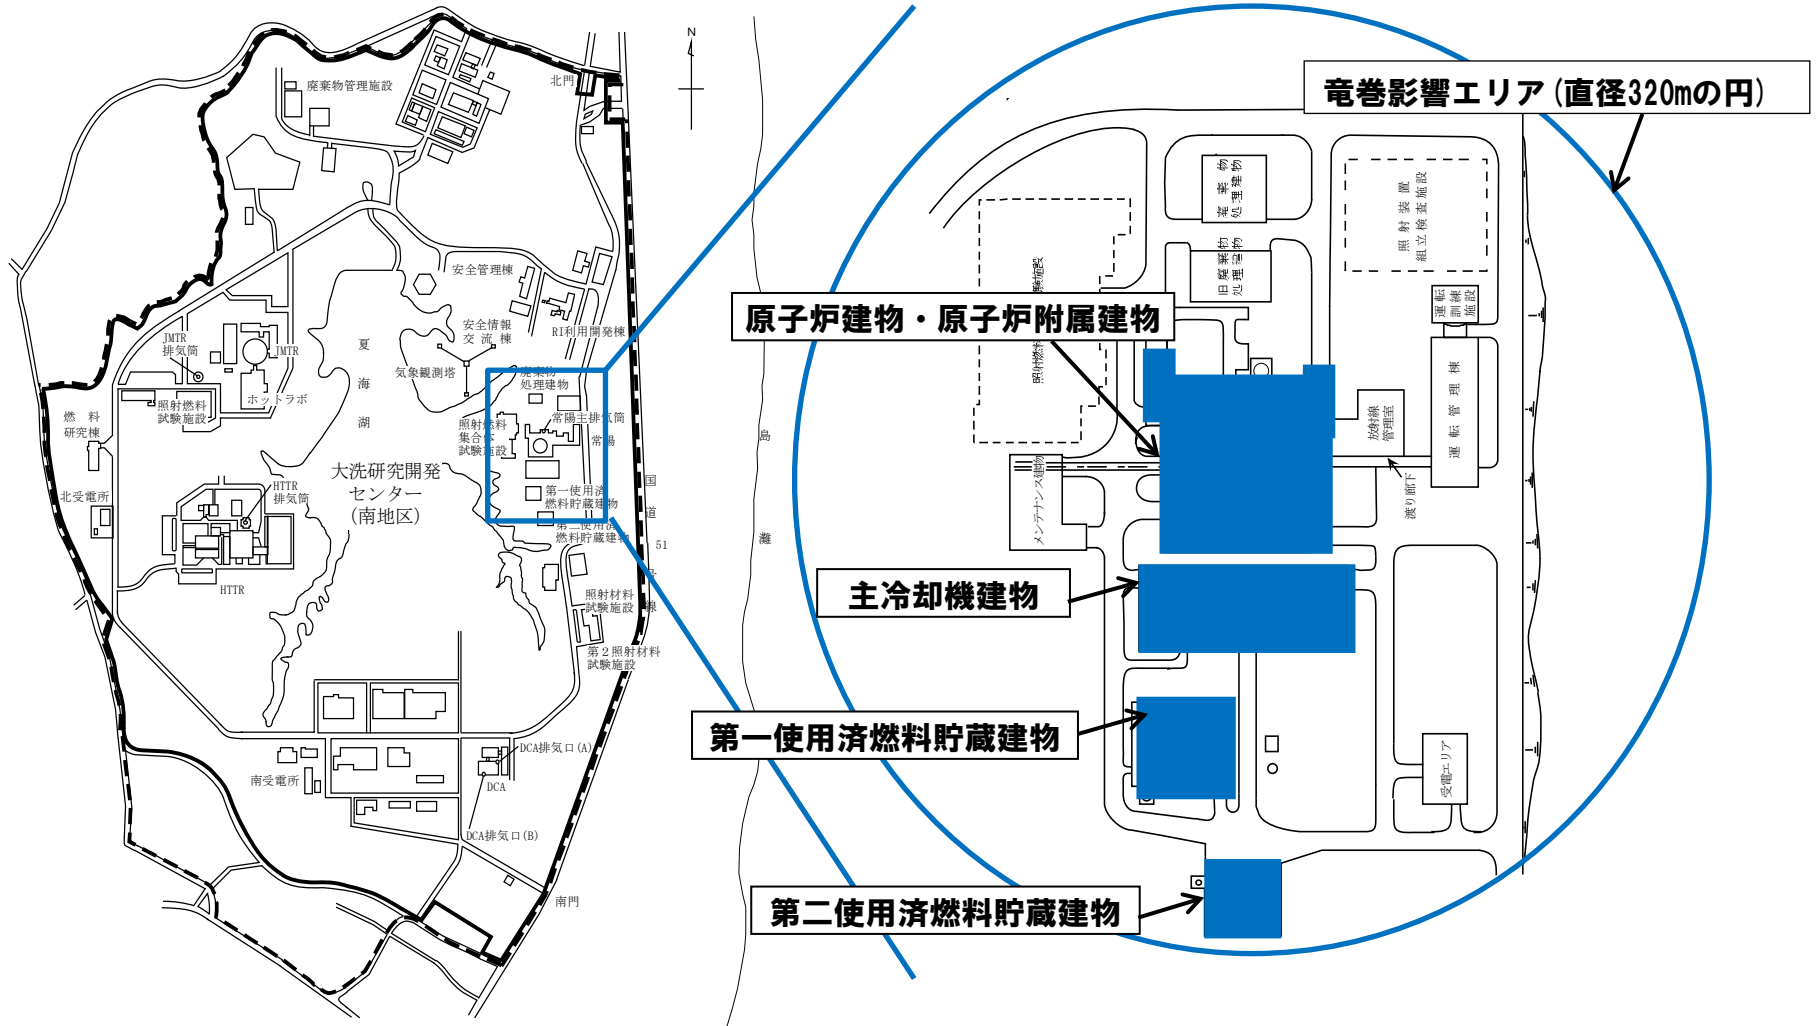 竜巻影響エリア(直径320mの円)
原子炉建物・原子炉附属建物
主冷却機建物
第一使用済燃料貯蔵建物
第二使用済燃料貯蔵建物
N
北門
廃棄物管理施設
安全管理棟
安全情報
交流棟
RI利用開発棟
気象観測塔
夏海湖
JMTR
排気筒
JMTR
ホットラボ
照射燃料
試験施設
燃料
研究棟
北受電所
HTTR
排気筒
HTTR
大洗研究開発
センター
(南地区)
廃棄物
処理建物
常陽主排気筒
常陽
照射燃料
集合体
試験施設
第一使用済
燃料貯蔵建物
第二使用済
燃料貯蔵建物
照射材料
試験施設
第2照射材料
試験施設
国道51号線
島灘
南受電所
DCA排気口(A)
DCA
DCA排気口(B)
南門
廃棄物
処理建物
旧廃棄物
処理建物
照射装置
組立検査施設
運転
訓練
施設
運転管理棟
放射線
管理室
渡り廊下
メンテナンス建物
受電エリア